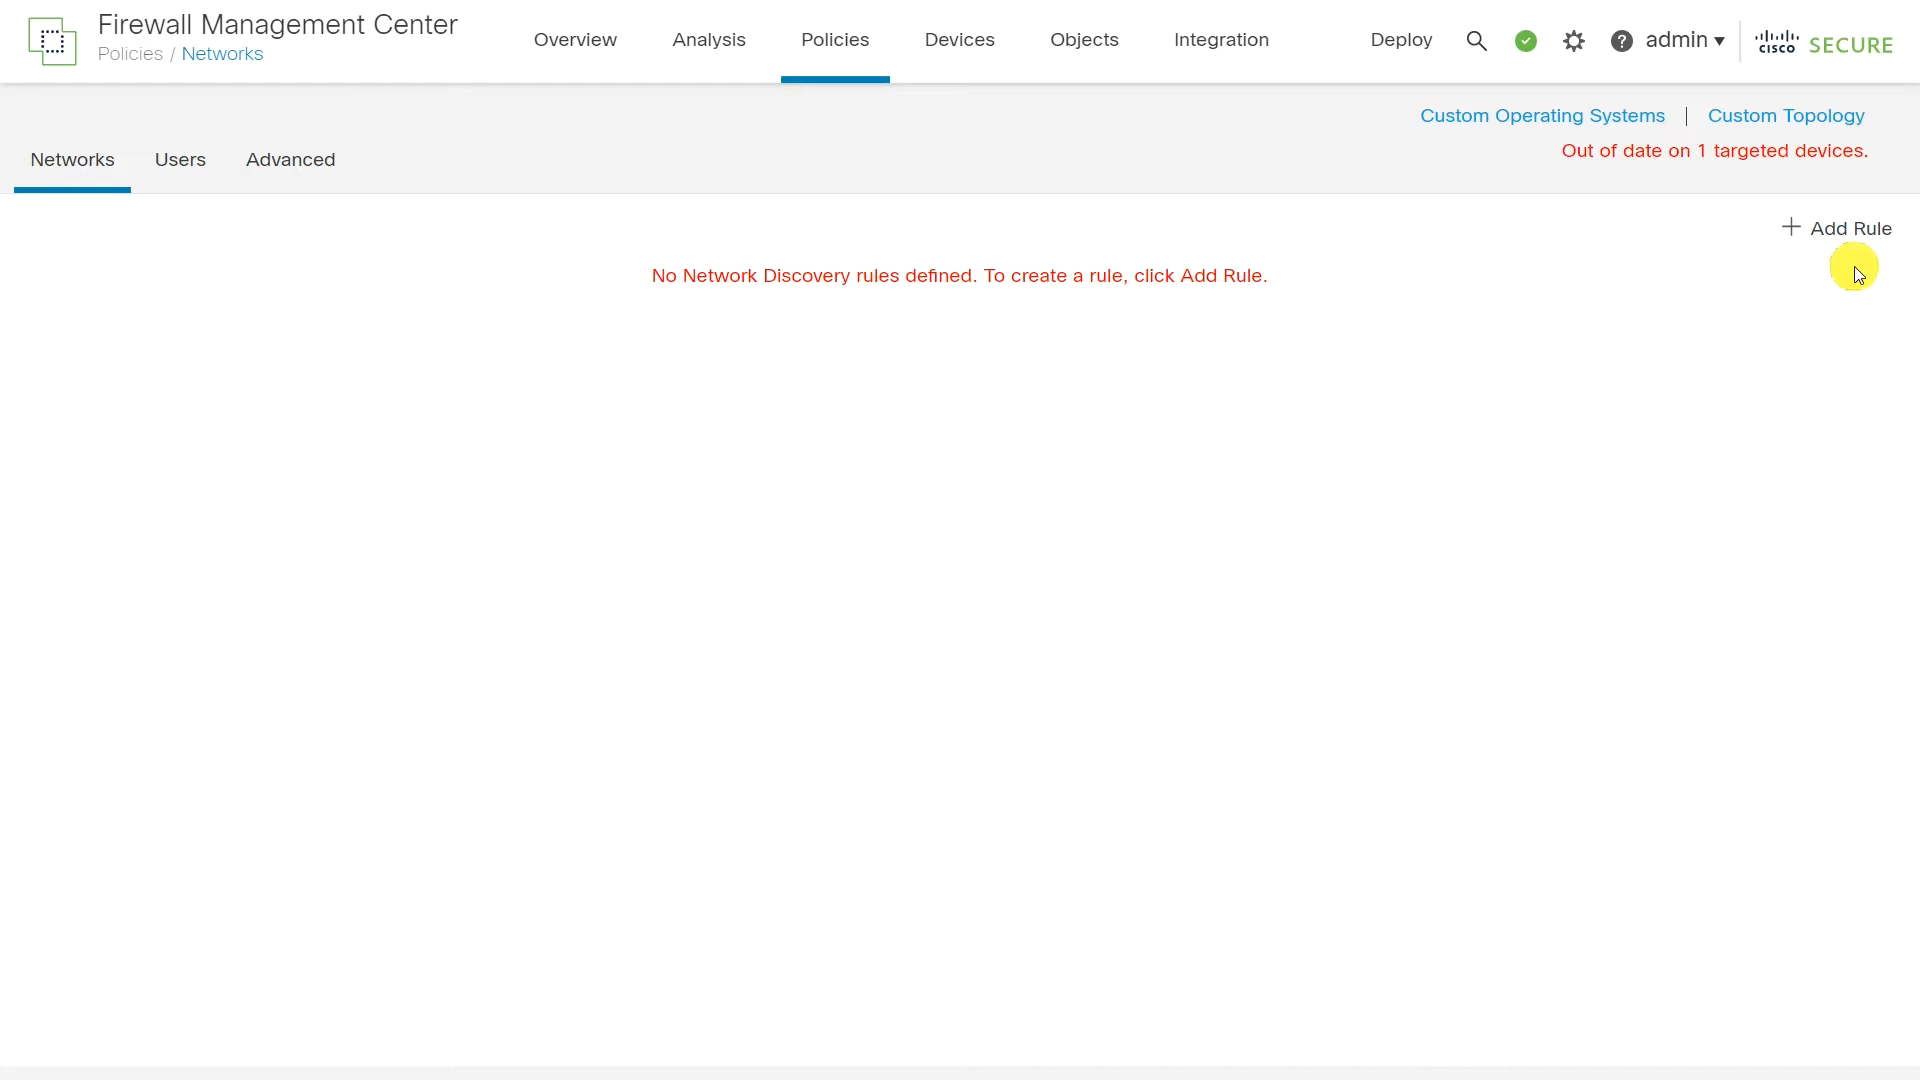 Firewall Management Center
Policies / Networks
Overview
Analysis
Policies
Devices
Objects
Integration
Deploy
admin
cisco SECURE
Custom Operating Systems | Custom Topology
Out of date on 1 targeted devices.
Networks
Users
Advanced
+ Add Rule
No Network Discovery rules defined. To create a rule, click Add Rule.